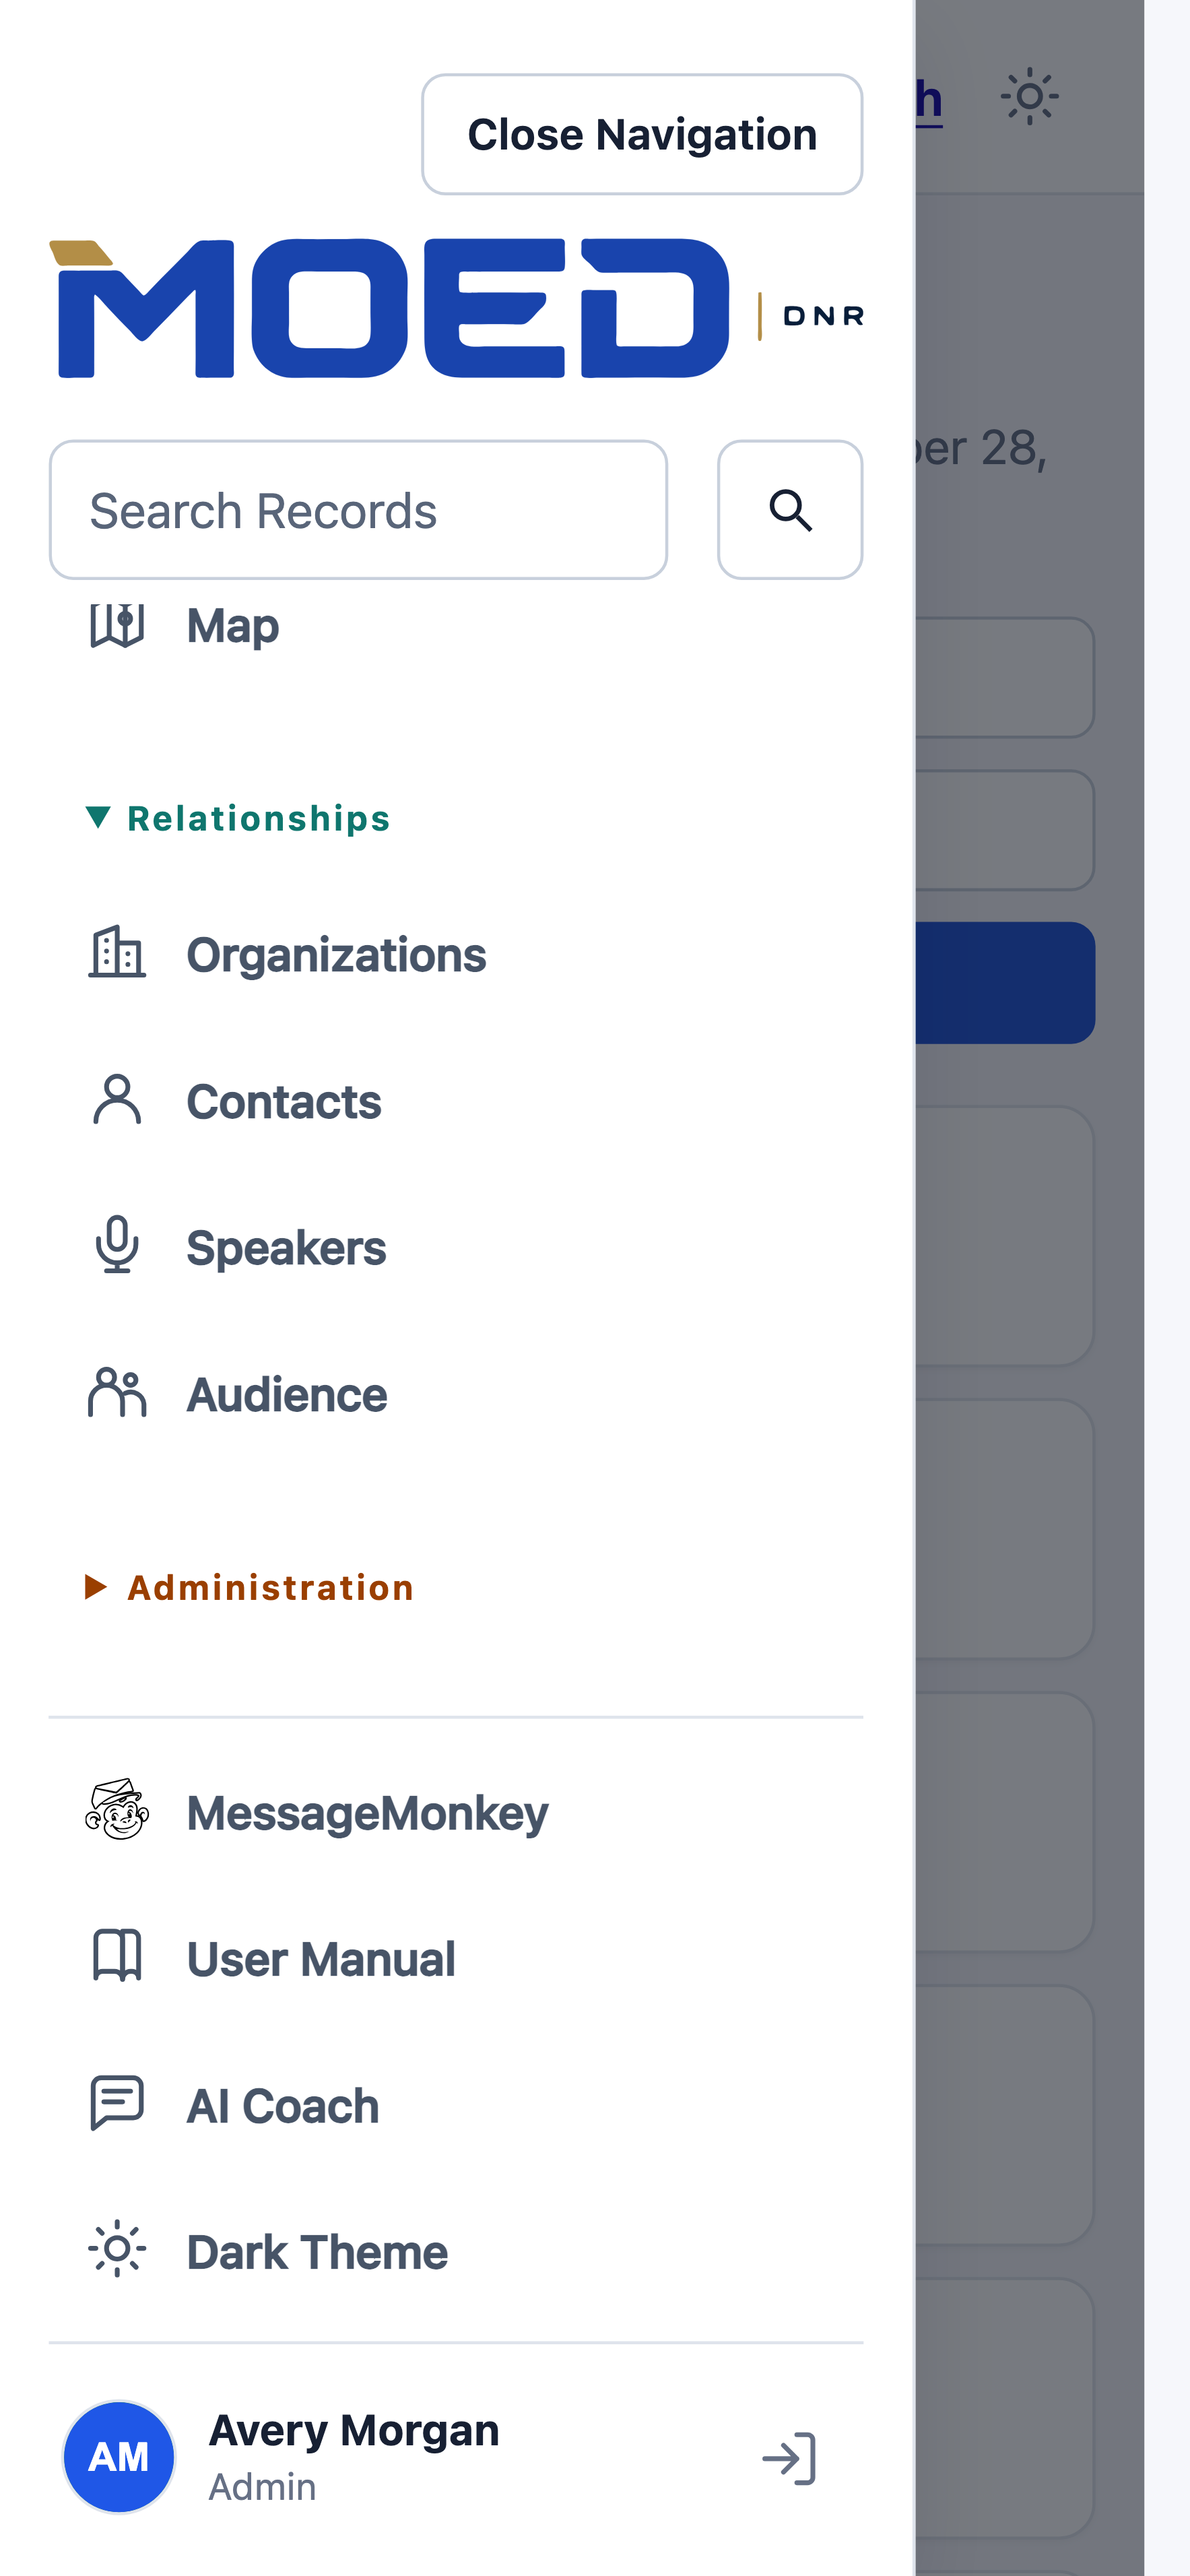 Close Navigation
MOED | DNR
Search Records
28,
Map
Relationships
Organizations
Contacts
Speakers
Audience
Administration
MessageMonkey
User Manual
AI Coach
Dark Theme
AM
Avery Morgan
Admin